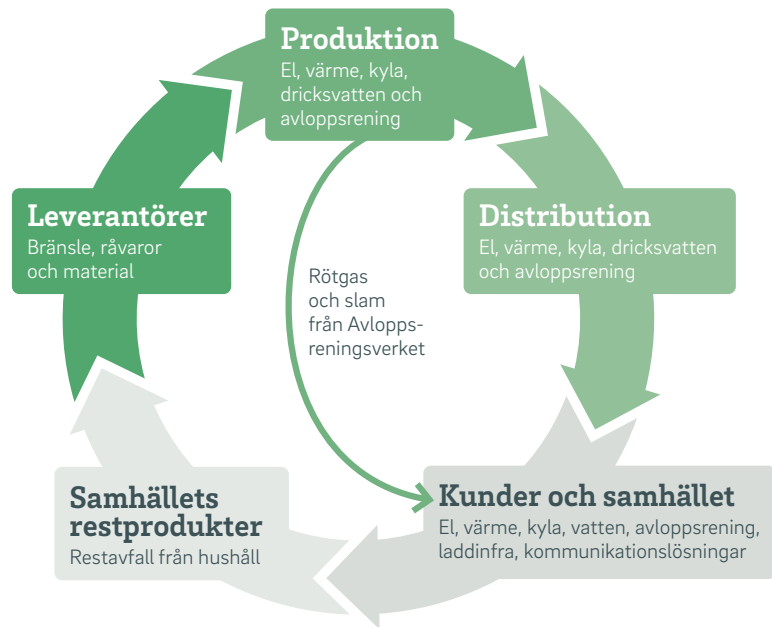 Produktion
El, värme, kyla,
dricksvatten och
avloppsrening
Leverantörer
Bränsle, råvaror
och material
Distribution
El, värme, kyla, dricksvatten
och avloppsrening
Rötgas
och slam
från Avlopps-
reningsverket
Samhällets
restprodukter
Restavfall från hushåll
Kunder och samhället
El, värme, kyla, vatten, avloppsrening,
laddinfra, kommunikationslösningar